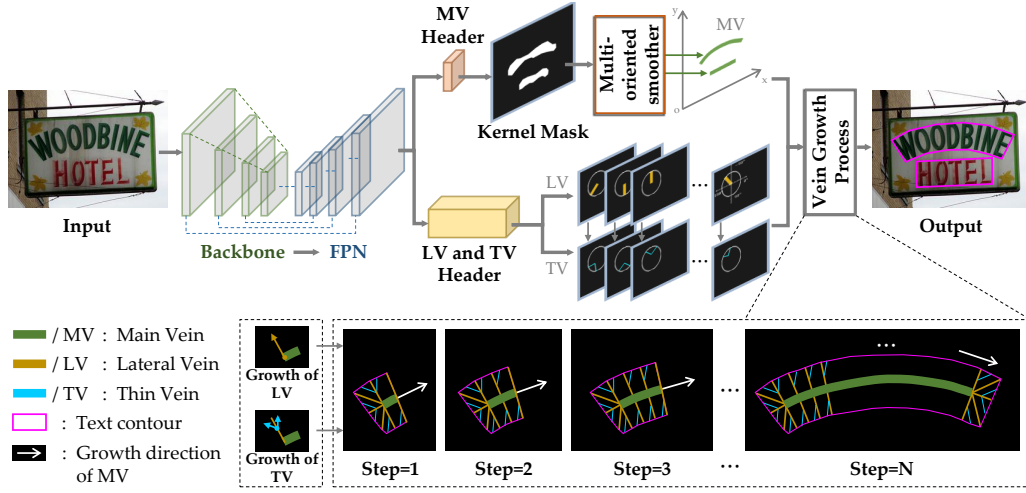 MV
Header
Multi-
oriented
smoother
y
x
o
Kernel Mask
WOODBINE
HOTEL
Input
Backbone
FPN
LV and TV
Header
LV
...
TV
...
Vein Growth
Process
WOODBINE
HOTEL
Output
/ MV : Main Vein
/ LV : Lateral Vein
/ TV : Thin Vein
: Text contour
: Growth direction
of MV
Growth of
LV
Growth of
TV
...
...
Step=1
Step=2
Step=3
...
Step=N